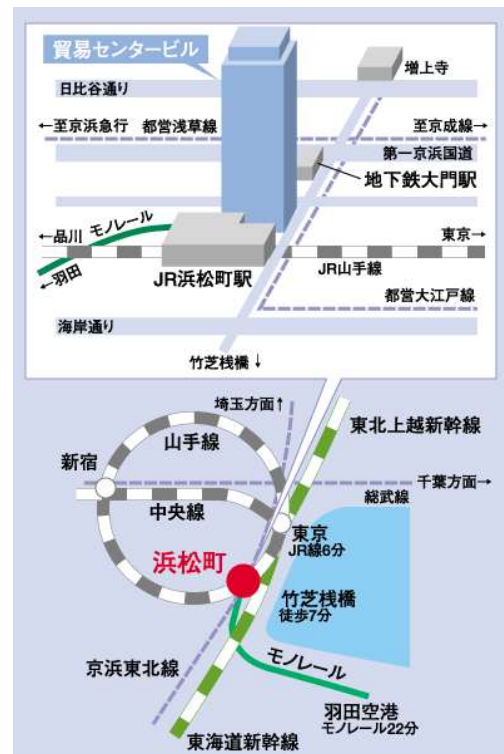 貿易センタービル
増上寺
日比谷通り
←至京浜急行
都営浅草線
至京成線→
第一京浜国道
地下鉄大門駅
モノレール
←品川
東京→
←羽田
JR浜松町駅
JR山手線
都営大江戸線
海岸通り
竹芝桟橋↓
埼玉方面↑
東北上越新幹線
山手線
新宿
千葉方面→
中央線
総武線
東京
JR線6分
浜松町
竹芝桟橋
徒歩7分
京浜東北線
モノレール
羽田空港
モノレール22分
東海道新幹線